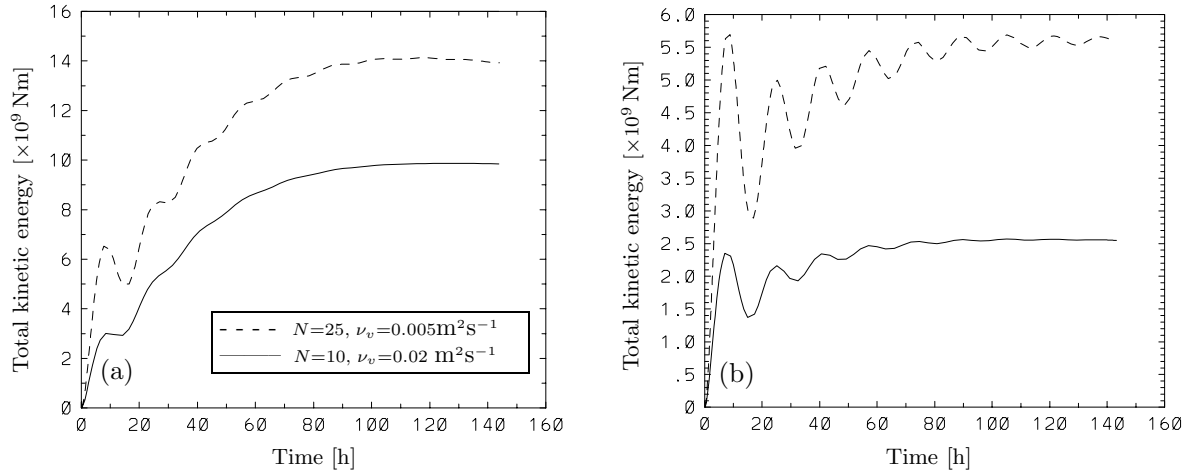 16
14
12
10
8
6
4
2
0
0 20 40 60 80 100 120 140 160
Time [h]
Total kinetic energy [×10⁹ Nm]
(a)
N=25, νᵥ=0.005m²s⁻¹
N=10, νᵥ=0.02 m²s⁻¹
6.0
5.5
5.0
4.5
4.0
3.5
3.0
2.5
2.0
1.5
1.0
.5
0
0 20 40 60 80 100 120 140 160
Time [h]
Total kinetic energy [×10⁹ Nm]
(b)